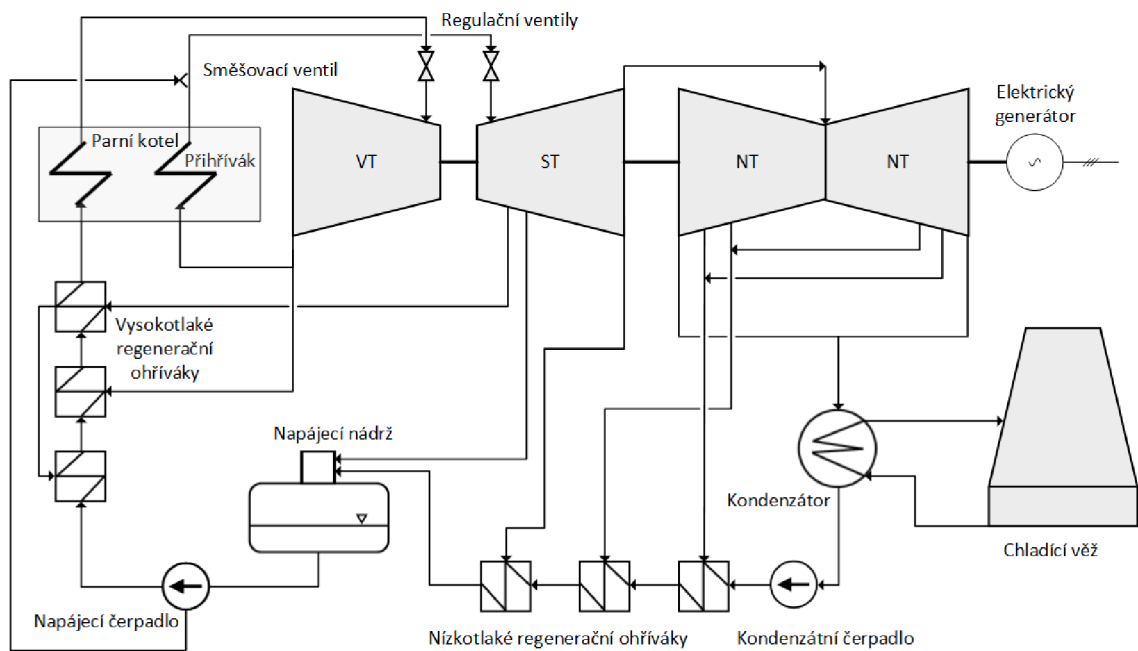 Regulační ventily
Směšovací ventil
Elektrický
generátor
Parní kotel
Přihřívák
VT
ST
NT
NT
Vysokotlaké
regenerační
ohříváky
Napájecí nádrž
Kondenzátor
Chladící věž
Napájecí čerpadlo
Nízkotlaké regenerační ohříváky
Kondenzátní čerpadlo